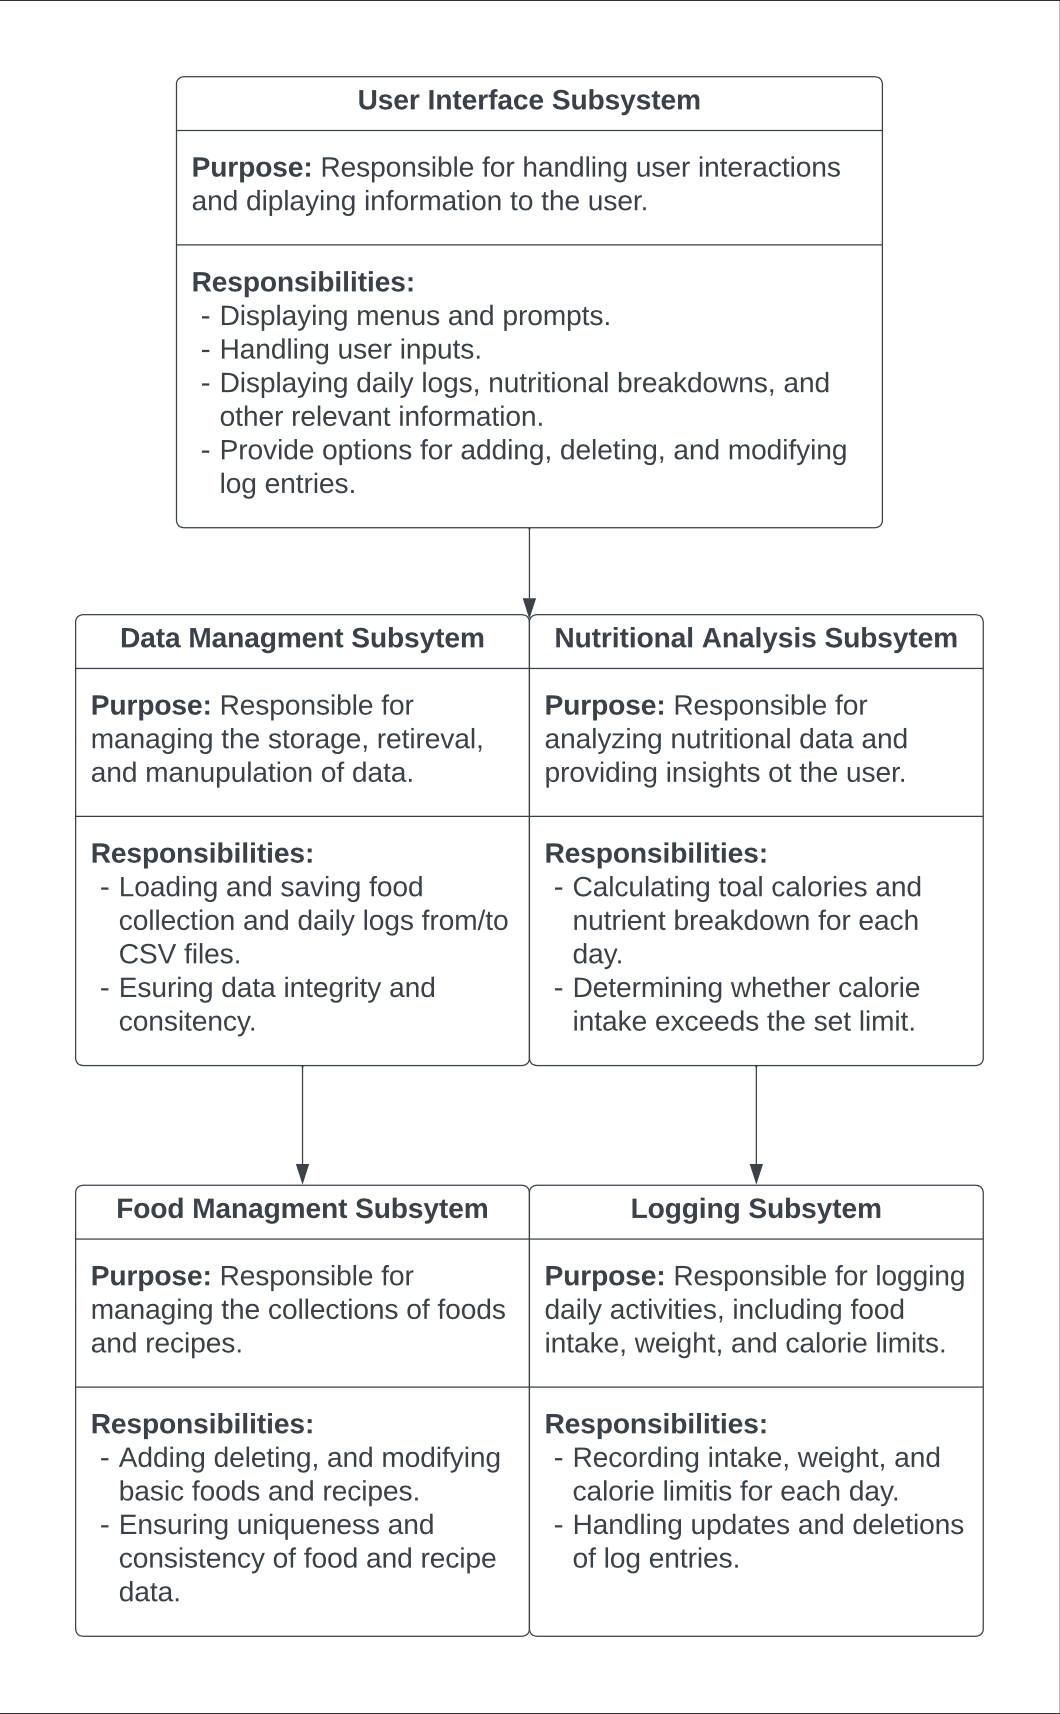 User Interface Subsystem
Purpose: Responsible for handling user interactions
and diplaying information to the user.
Responsibilities:
- Displaying menus and prompts.
- Handling user inputs.
- Displaying daily logs, nutritional breakdowns, and
other relevant information.
- Provide options for adding, deleting, and modifying
log entries.
Data Managment Subsytem
Purpose: Responsible for
managing the storage, retireval,
and manupulation of data.
Responsibilities:
- Loading and saving food
collection and daily logs from/to
CSV files.
- Esuring data integrity and
consitency.
Nutritional Analysis Subsytem
Purpose: Responsible for
analyzing nutritional data and
providing insights ot the user.
Responsibilities:
- Calculating toal calories and
nutrient breakdown for each
day.
- Determining whether calorie
intake exceeds the set limit.
Food Managment Subsytem
Purpose: Responsible for
managing the collections of foods
and recipes.
Responsibilities:
- Adding deleting, and modifying
basic foods and recipes.
- Ensuring uniqueness and
consistency of food and recipe
data.
Logging Subsytem
Purpose: Responsible for logging
daily activities, including food
intake, weight, and calorie limits.
Responsibilities:
- Recording intake, weight, and
calorie limitis for each day.
- Handling updates and deletions
of log entries.